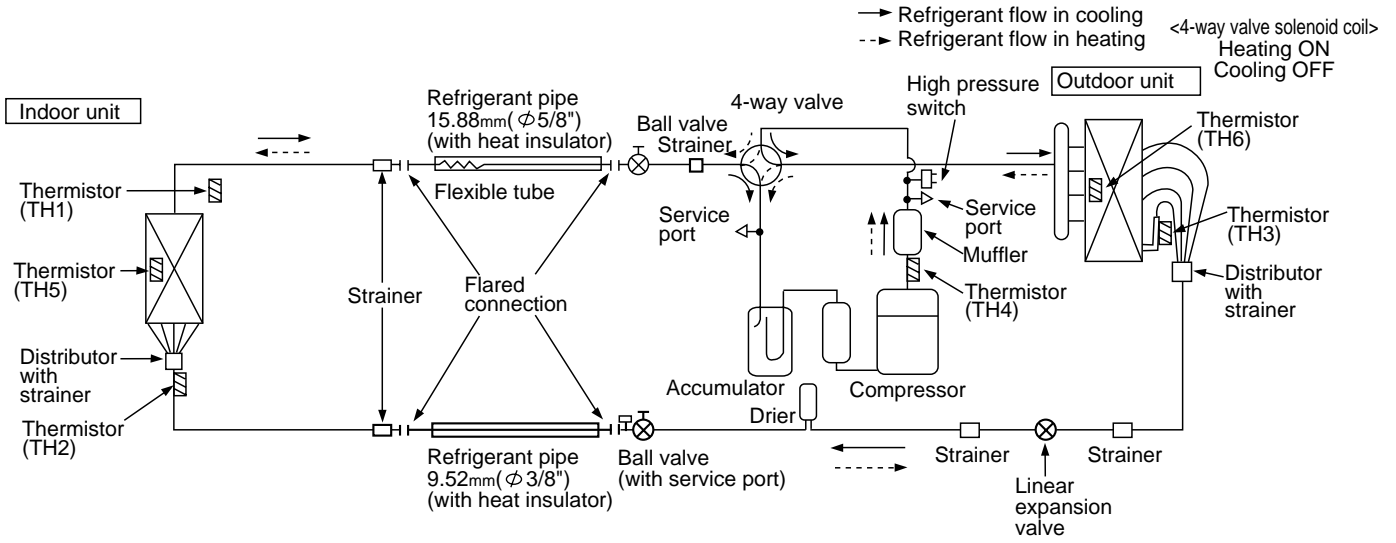 Refrigerant flow in cooling
Refrigerant flow in heating
<4-way valve solenoid coil>
Heating ON
Cooling OFF
Indoor unit
Outdoor unit
Refrigerant pipe
15.88mm(ϕ5/8")
(with heat insulator)
Ball valve
Strainer
4-way valve
High pressure
switch
Thermistor
(TH6)
Thermistor
(TH1)
Flexible tube
Service
port
Service
port
Muffler
Thermistor
(TH3)
Thermistor
(TH5)
Strainer
Flared
connection
Thermistor
(TH4)
Distributor
with
strainer
Distributor
with
strainer
Accumulator
Compressor
Drier
Thermistor
(TH2)
Refrigerant pipe
9.52mm(ϕ3/8")
(with heat insulator)
Ball valve
(with service port)
Strainer
Strainer
Linear
expansion
valve